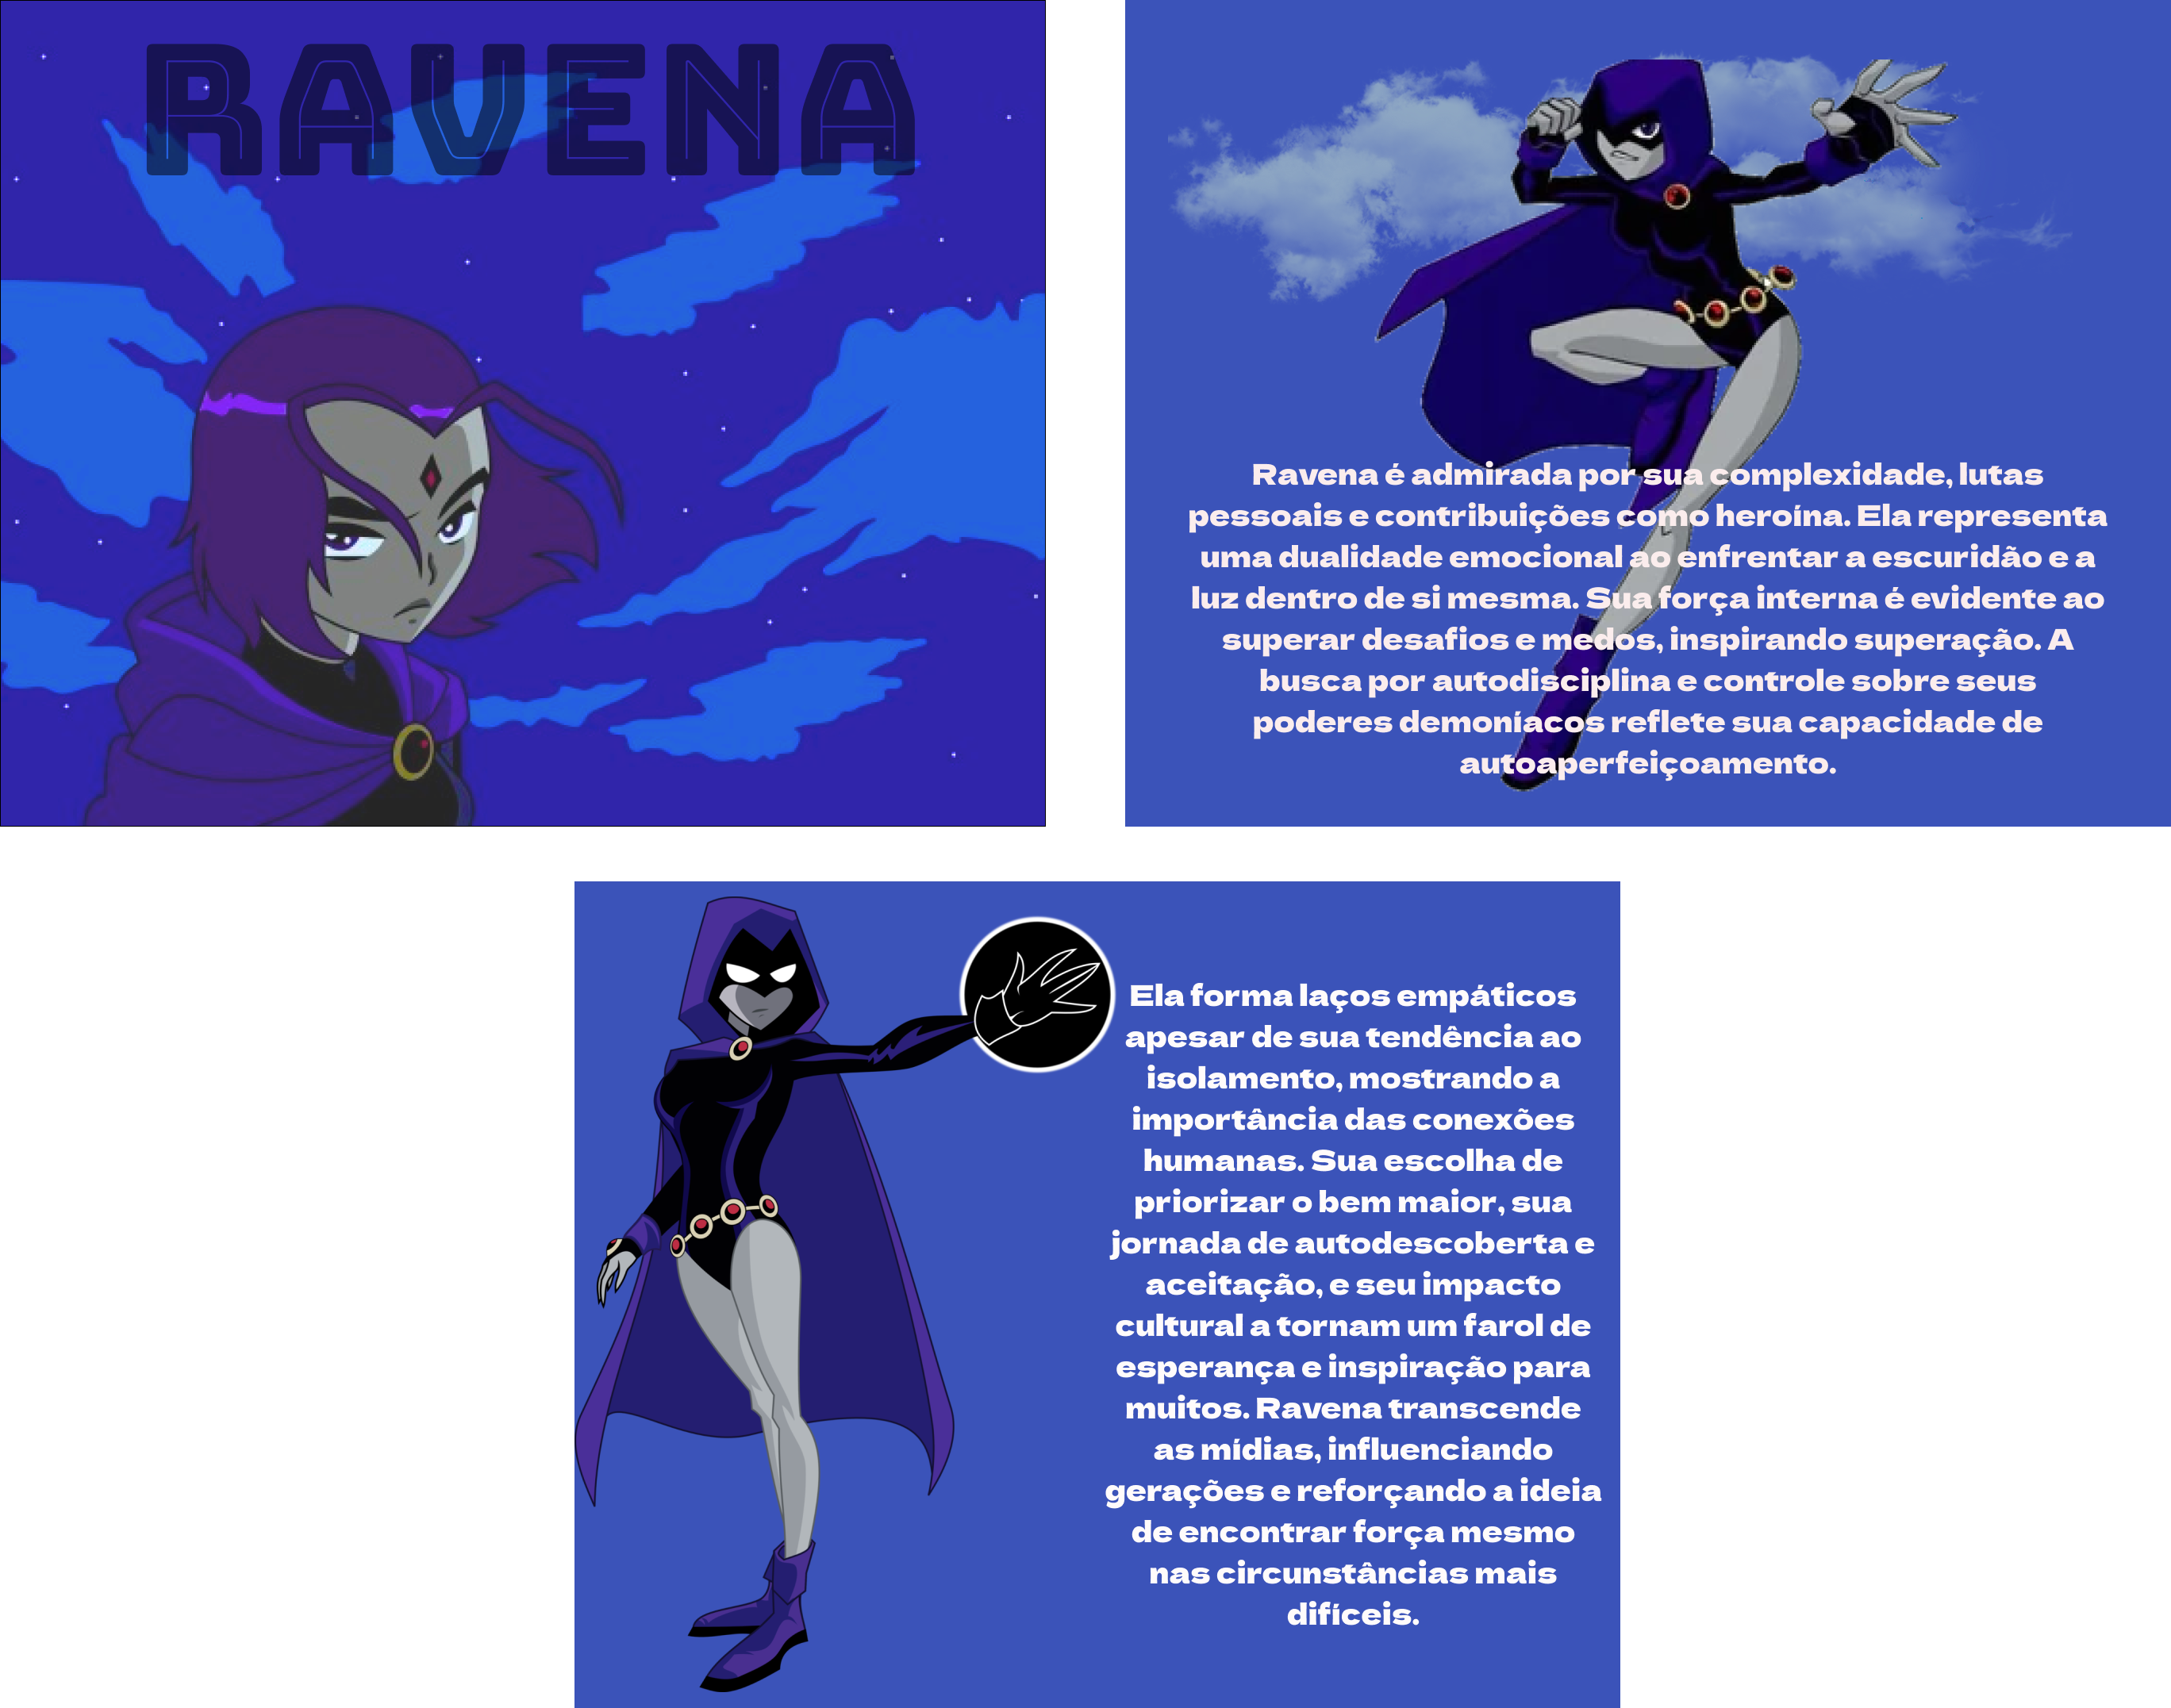 RAVENA
Ravena é admirada por sua complexidade, lutas
pessoais e contribuições como heroína. Ela representa
uma dualidade emocional ao enfrentar a escuridão e a
luz dentro de si mesma. Sua força interna é evidente ao
superar desafios e medos, inspirando superação. A
busca por autodisciplina e controle sobre seus
poderes demoníacos reflete sua capacidade de
autoaperfeiçoamento.
Ela forma laços empáticos
apesar de sua tendência ao
isolamento, mostrando a
importância das conexões
humanas. Sua escolha de
priorizar o bem maior, sua
jornada de autodescoberta e
aceitação, e seu impacto
cultural a tornam um farol de
esperança e inspiração para
muitos. Ravena transcende
as mídias, influenciando
gerações e reforçando a ideia
de encontrar força mesmo
nas circunstâncias mais
difíceis.